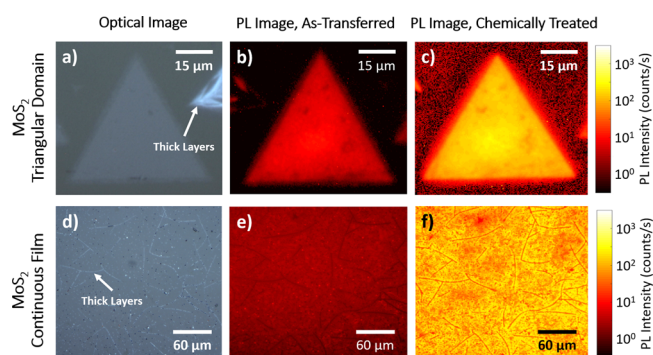 Optical Image
PL Image, As-Transferred
PL Image, Chemically Treated
MoS₂
Triangular Domain
a)
15 μm
Thick Layers
b)
15 μm
c)
15 μm
10³
10²
10¹
10⁰
PL Intensity (counts/s)
MoS₂
Continuous Film
d)
Thick Layers
60 μm
e)
60 μm
f)
60 μm
10³
10²
10¹
10⁰
PL Intensity (counts/s)